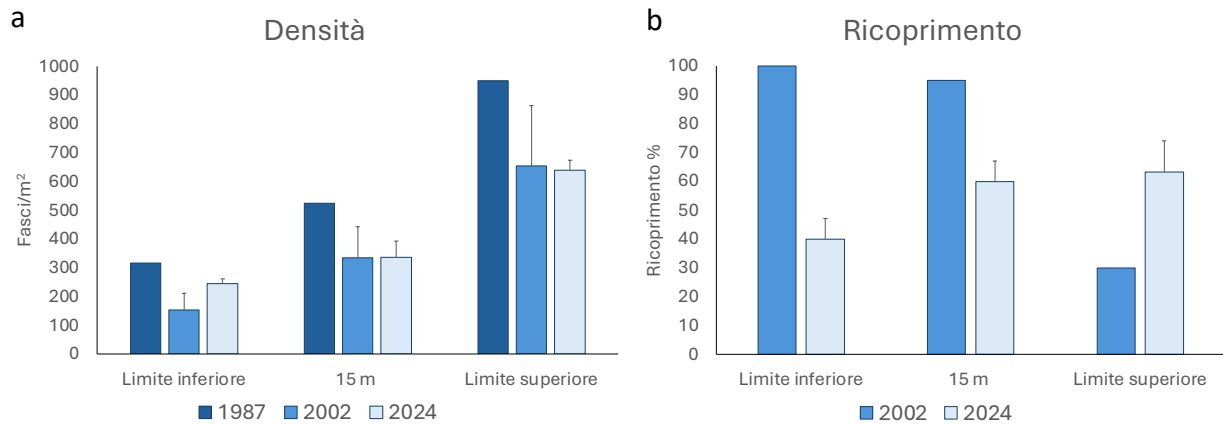 a
Densità
Fasci/m²
1000
900
800
700
600
500
400
300
200
100
0
Limite inferiore
15 m
Limite superiore
1987
2002
2024
b
Ricoprimento
Ricoprimento %
100
90
80
70
60
50
40
30
20
10
0
Limite inferiore
15 m
Limite superiore
2002
2024